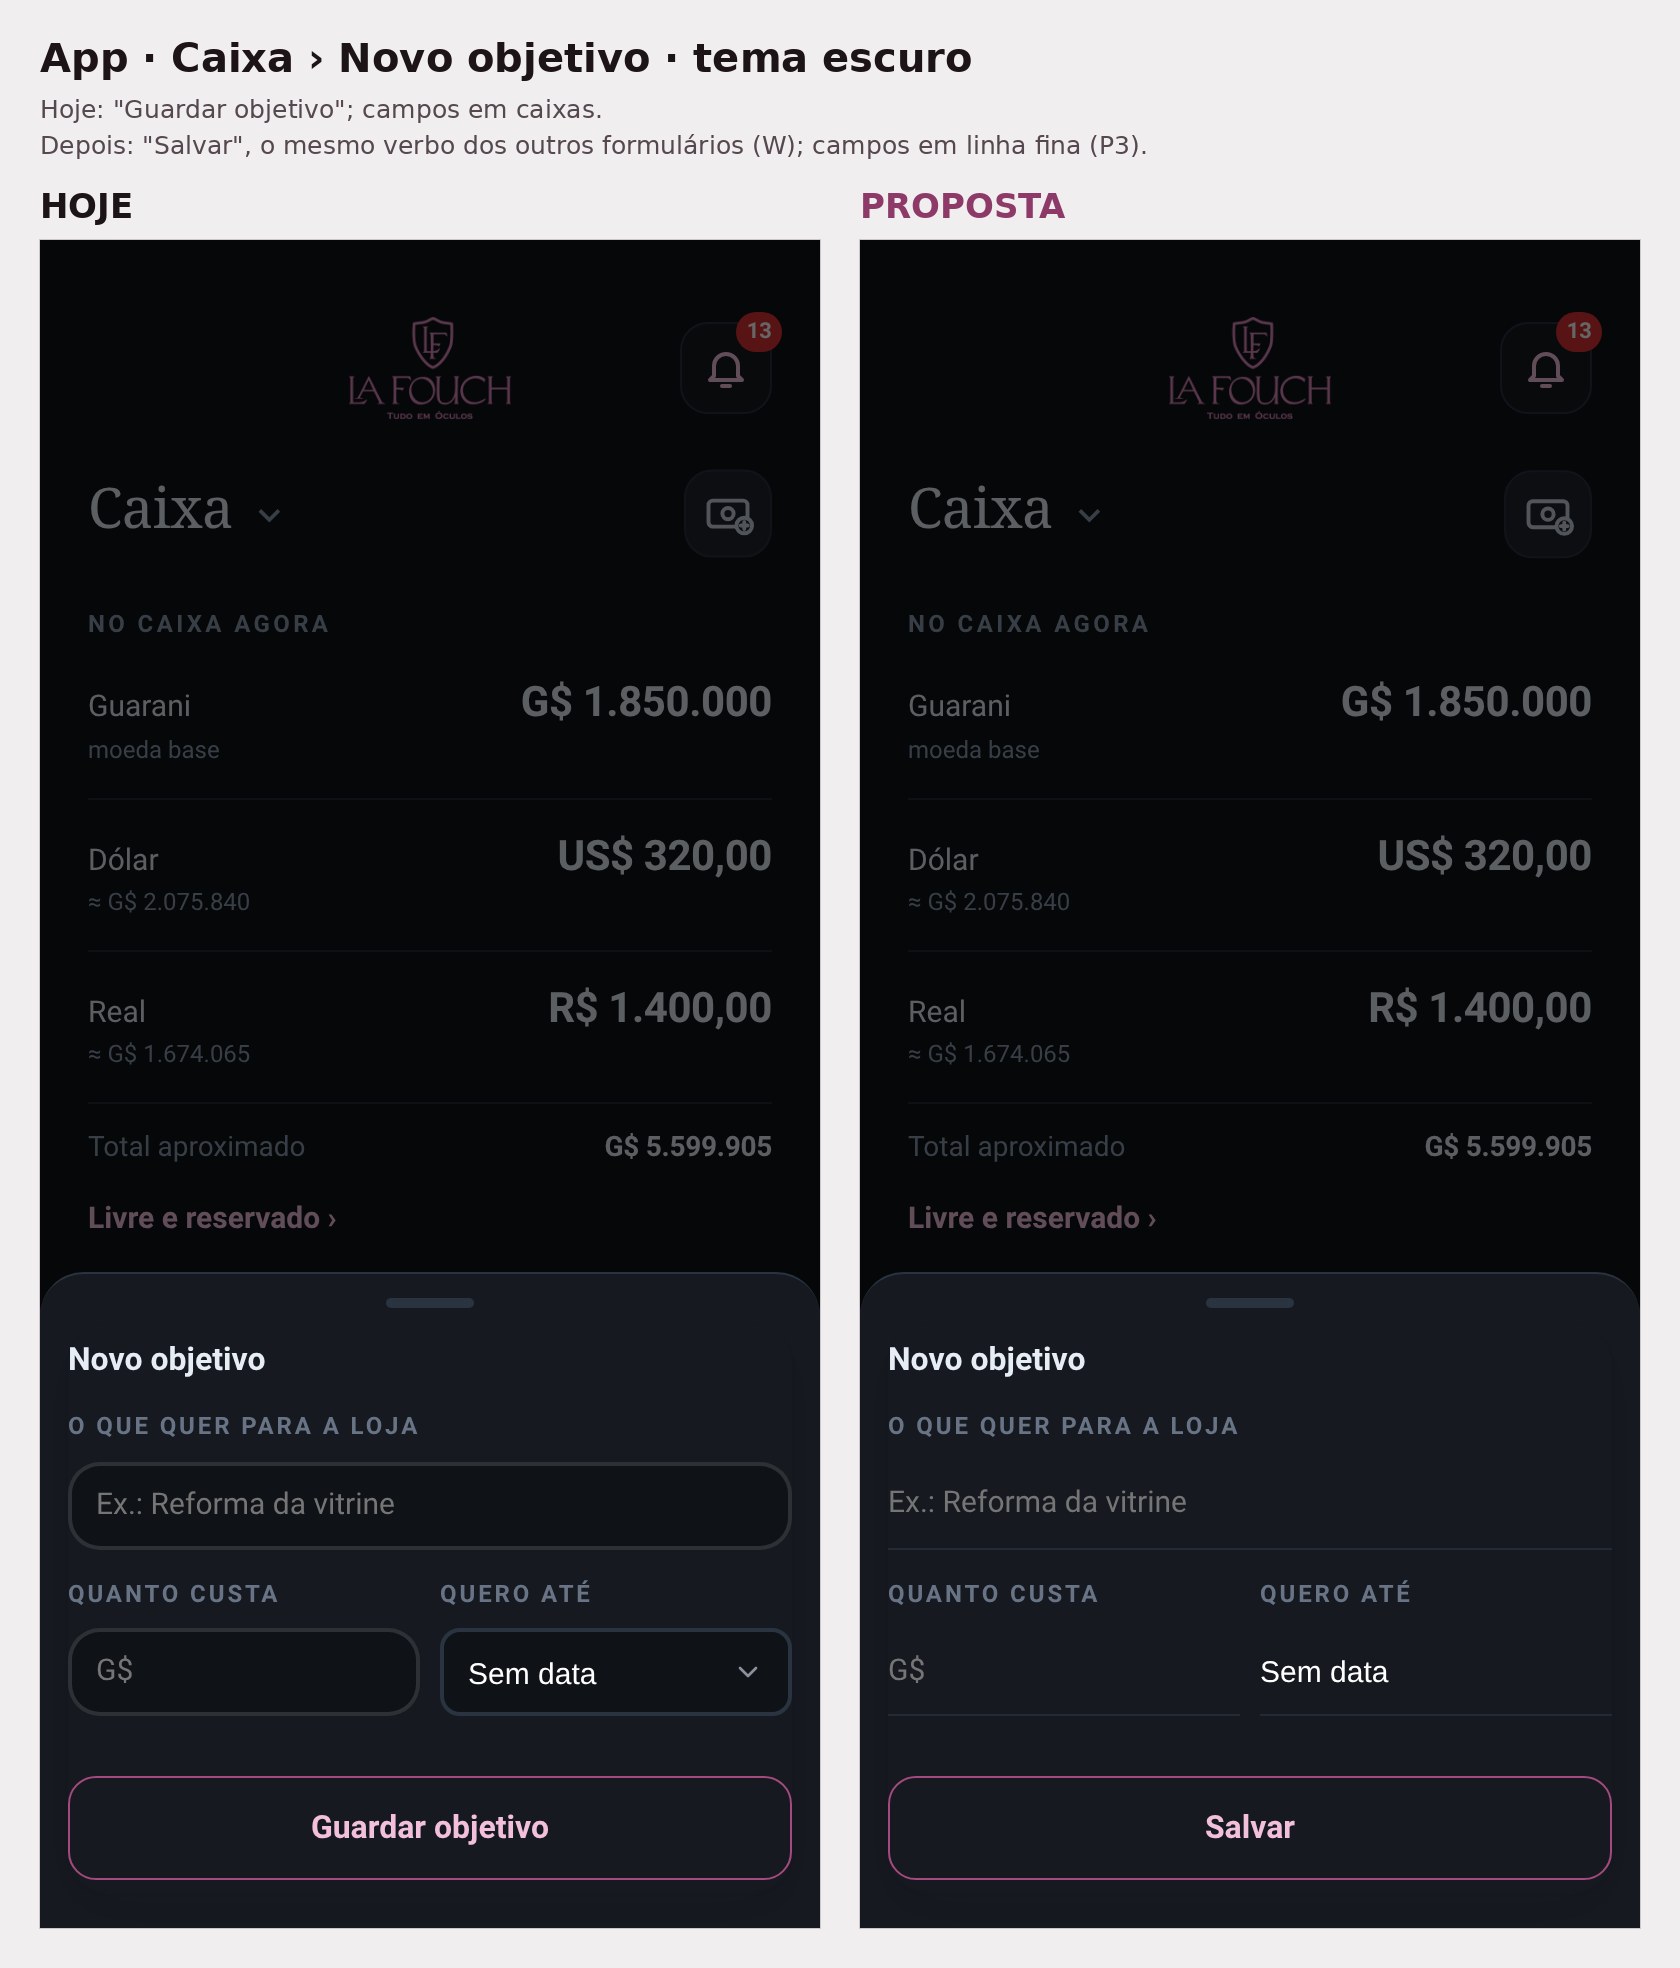 App · Caixa › Novo objetivo · tema escuro
Hoje: "Guardar objetivo"; campos em caixas.
Depois: "Salvar", o mesmo verbo dos outros formulários (W); campos em linha fina (P3).
HOJE
LF
LA FOUCH
TUDO EM ÓCULOS
13
Caixa
NO CAIXA AGORA
Guarani G$ 1.850.000
moeda base
Dólar US$ 320,00
≈ G$ 2.075.840
Real R$ 1.400,00
≈ G$ 1.674.065
Total aproximado G$ 5.599.905
Livre e reservado ›
Novo objetivo
O QUE QUER PARA A LOJA
Ex.: Reforma da vitrine
QUANTO CUSTA QUERO ATÉ
G$ Sem data
Guardar objetivo
PROPOSTA
LF
LA FOUCH
TUDO EM ÓCULOS
13
Caixa
NO CAIXA AGORA
Guarani G$ 1.850.000
moeda base
Dólar US$ 320,00
≈ G$ 2.075.840
Real R$ 1.400,00
≈ G$ 1.674.065
Total aproximado G$ 5.599.905
Livre e reservado ›
Novo objetivo
O QUE QUER PARA A LOJA
Ex.: Reforma da vitrine
QUANTO CUSTA QUERO ATÉ
G$ Sem data
Salvar